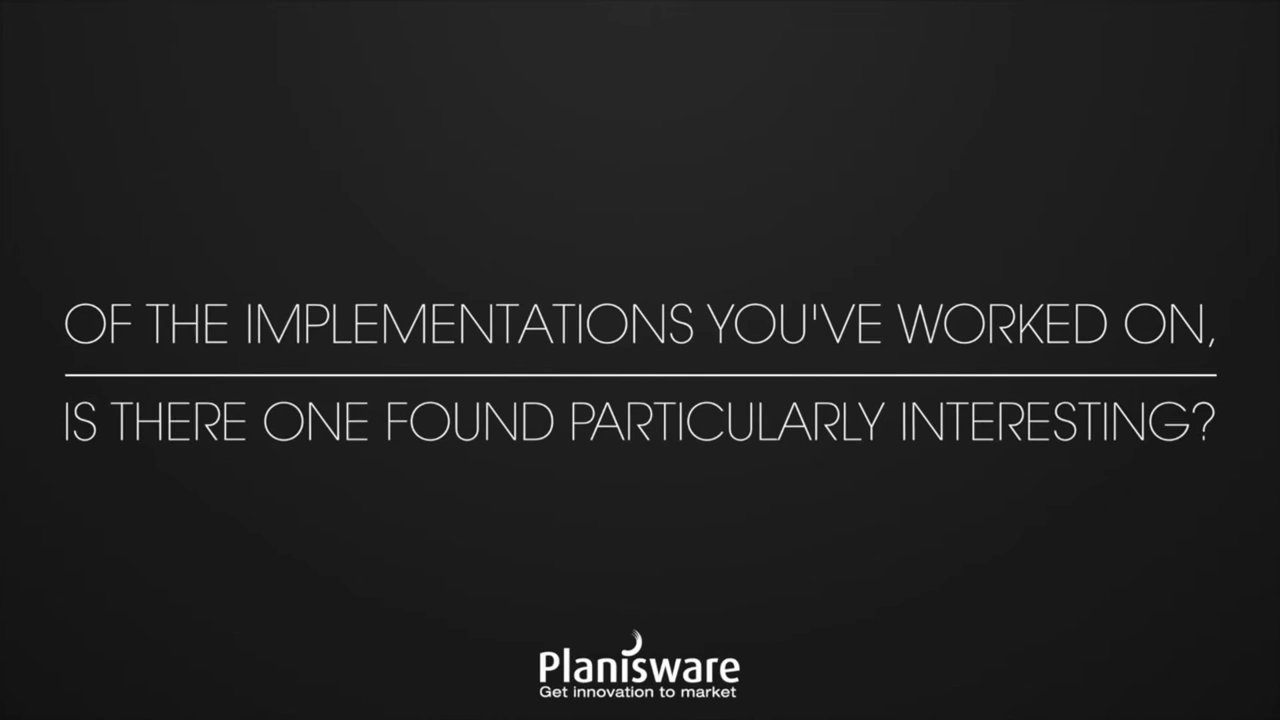 OF THE IMPLEMENTATIONS YOU'VE WORKED ON,
IS THERE ONE FOUND PARTICULARLY INTERESTING?
Planisware
Get innovation to market